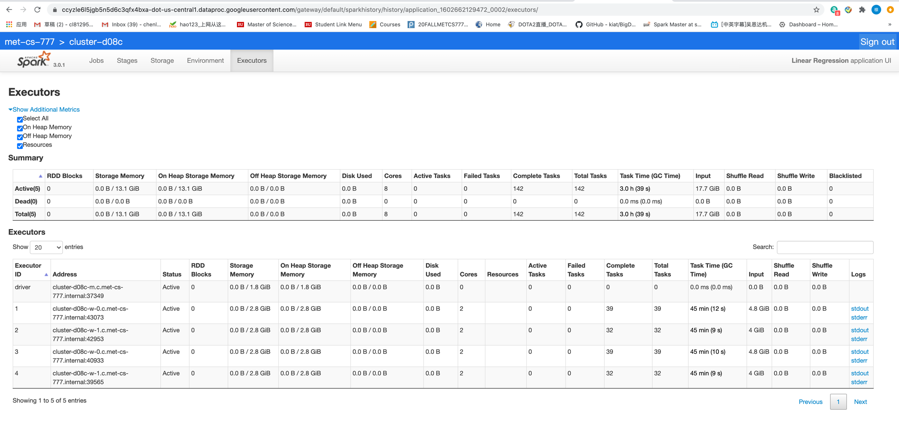 ccyzle6l5jgb5n5d6c3qfx4bxa-dot-us-central1.dataproc.googleusercontent.com/gateway/default/sparkhistory/history/application_1602662129472_0002/executors/
应用 草稿 (2) - cl81295... Inbox (39) - chenl... hao123_上网从这... Master of Science... Student Link Menu Courses 20FALLMETCS777... Home DOTA2直播_DOTA... DOTA2 GitHub - kiat/BigD... Spark Master at s... Dashboard – Hom... »
met-cs-777 > cluster-d08c Sign out
Spark 3.0.1 Jobs Stages Storage Environment Executors Linear Regression application UI
Executors
Show Additional Metrics
Select All
On Heap Memory
Off Heap Memory
Resources
Summary
RDD Blocks Storage Memory On Heap Storage Memory Off Heap Storage Memory Disk Used Cores Active Tasks Failed Tasks Complete Tasks Total Tasks Task Time (GC Time) Input Shuffle Read Shuffle Write Blacklisted
Active(5) 0 0.0 B / 13.1 GiB 0.0 B / 13.1 GiB 0.0 B / 0.0 B 0.0 B 8 0 0 142 142 3.0 h (39 s) 17.7 GiB 0.0 B 0.0 B 0
Dead(0) 0 0.0 B / 0.0 B 0.0 B / 0.0 B 0.0 B / 0.0 B 0.0 B 0 0 0 0 0 0.0 ms (0.0 ms) 0.0 B 0.0 B 0.0 B 0
Total(5) 0 0.0 B / 13.1 GiB 0.0 B / 13.1 GiB 0.0 B / 0.0 B 0.0 B 8 0 0 142 142 3.0 h (39 s) 17.7 GiB 0.0 B 0.0 B 0
Executors
Show 20 entries Search:
Executor ID Address Status RDD Blocks Storage Memory On Heap Storage Memory Off Heap Storage Memory Disk Used Cores Resources Active Tasks Failed Tasks Complete Tasks Total Tasks Task Time (GC Time) Input Shuffle Read Shuffle Write Logs
driver cluster-d08c-m.c.met-cs- Active 0 0.0 B / 1.8 GiB 0.0 B / 1.8 GiB 0.0 B / 0.0 B 0.0 B 0 0 0 0 0 0.0 ms (0.0 ms) 0.0 B 0.0 B 0.0 B
777.internal:37349
1 cluster-d08c-w-0.c.met-cs- Active 0 0.0 B / 2.8 GiB 0.0 B / 2.8 GiB 0.0 B / 0.0 B 0.0 B 2 0 0 39 39 45 min (12 s) 4.8 GiB 0.0 B 0.0 B stdout
777.internal:43073 stderr
2 cluster-d08c-w-1.c.met-cs- Active 0 0.0 B / 2.8 GiB 0.0 B / 2.8 GiB 0.0 B / 0.0 B 0.0 B 2 0 0 32 32 45 min (9 s) 4 GiB 0.0 B 0.0 B stdout
777.internal:42953 stderr
3 cluster-d08c-w-0.c.met-cs- Active 0 0.0 B / 2.8 GiB 0.0 B / 2.8 GiB 0.0 B / 0.0 B 0.0 B 2 0 0 39 39 45 min (10 s) 4.8 GiB 0.0 B 0.0 B stdout
777.internal:40933 stderr
4 cluster-d08c-w-1.c.met-cs- Active 0 0.0 B / 2.8 GiB 0.0 B / 2.8 GiB 0.0 B / 0.0 B 0.0 B 2 0 0 32 32 45 min (9 s) 4 GiB 0.0 B 0.0 B stdout
777.internal:39565 stderr
Showing 1 to 5 of 5 entries Previous 1 Next